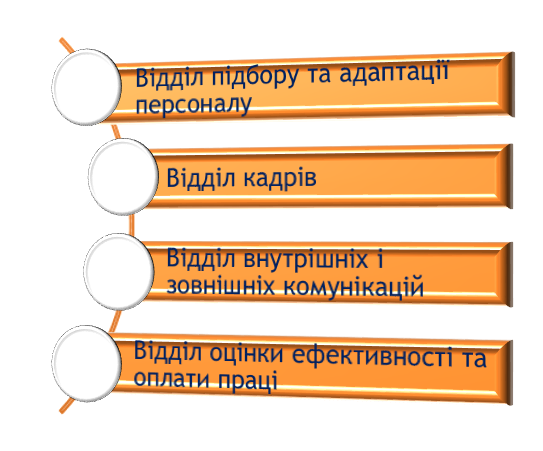 Відділ підбору та адаптації
персоналу
Відділ кадрів
Відділ внутрішніх і
зовнішніх комунікацій
Відділ оцінки ефективності та
оплати праці